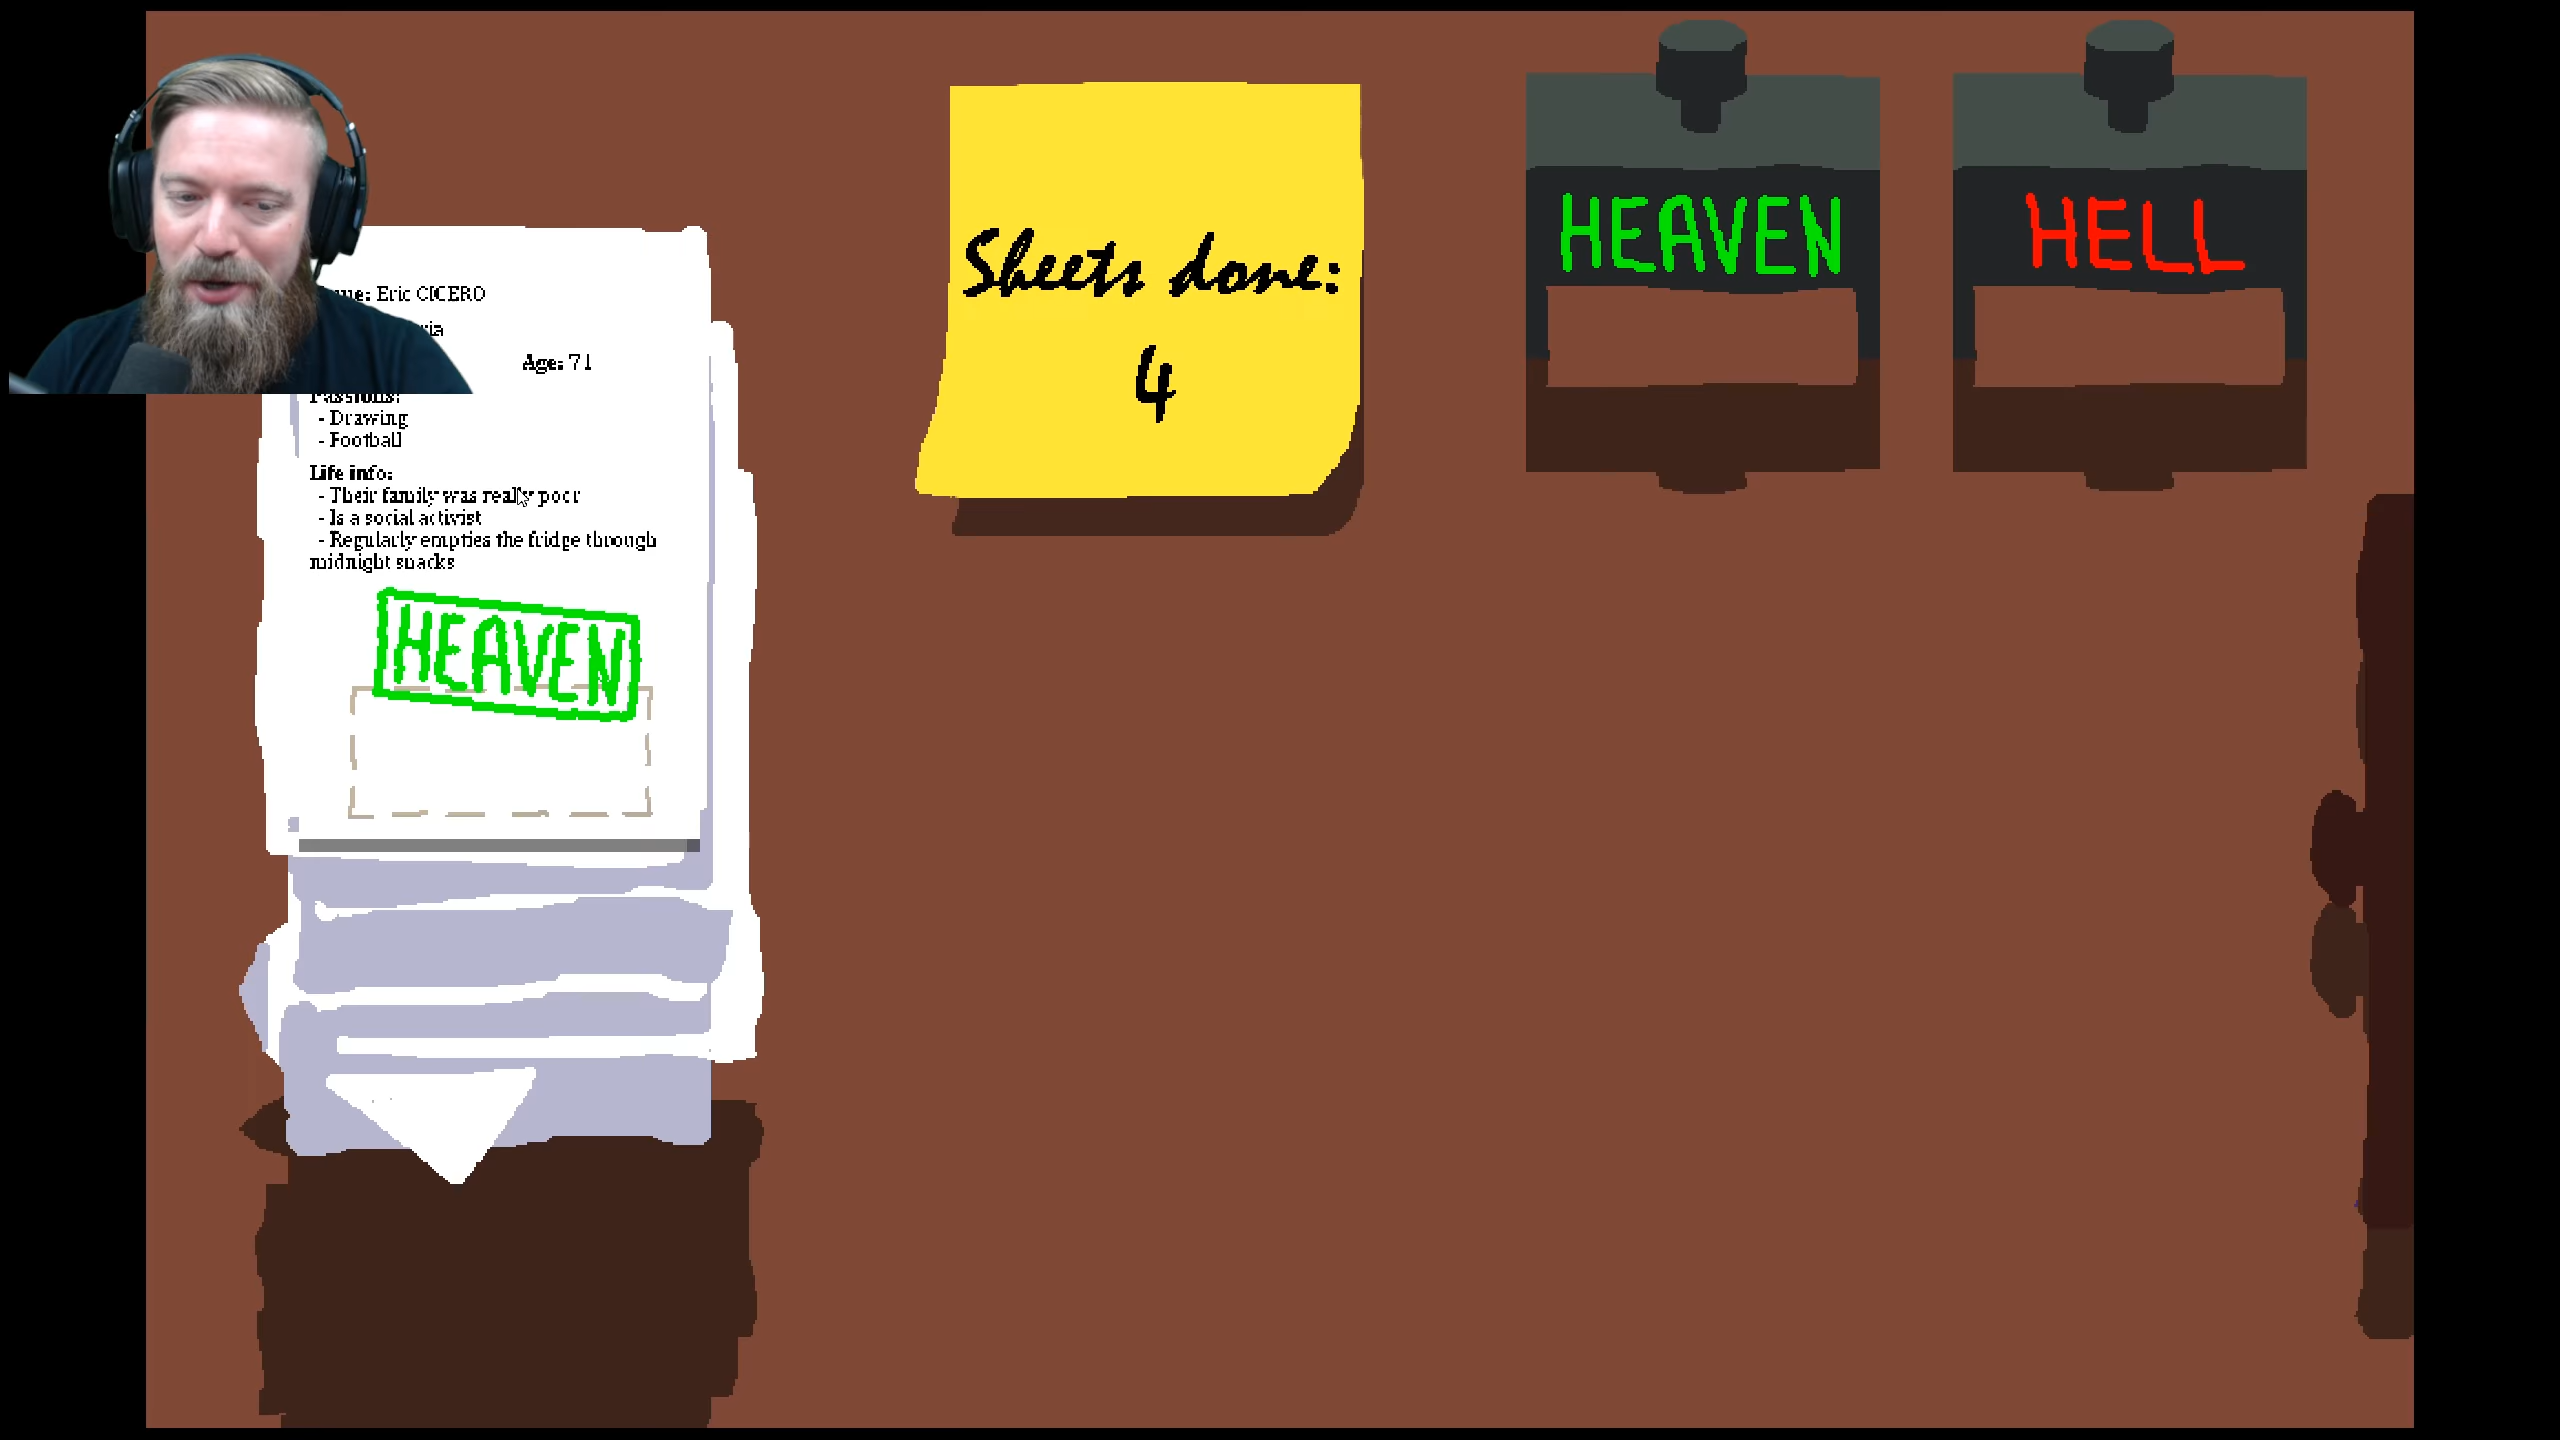 Eric CICERO
Age: 71
Passions:
- Drawing
- Football
Life info:
- Their family was really poor
- Is a social activist
- Regularly empties the fridge through
midnight snacks
HEAVEN
Sheets done:
4
HEAVEN
HELL